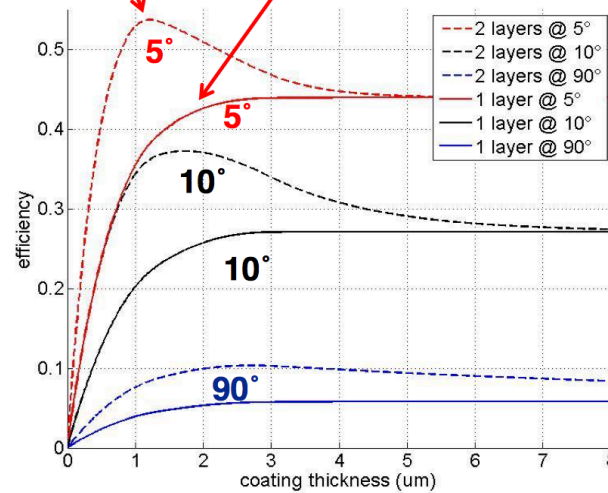 0.5
0.4
0.3
0.2
0.1
0
efficiency
0 1 2 3 4 5 6 7 8
coating thickness (um)
2 layers @ 5°
2 layers @ 10°
2 layers @ 90°
1 layer @ 5°
1 layer @ 10°
1 layer @ 90°
5°
5°
10°
10°
90°